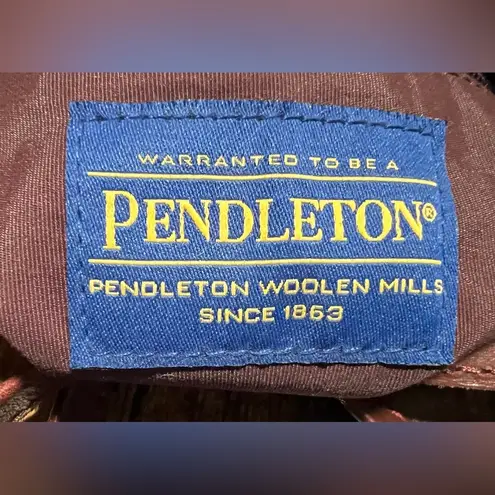 WARRANTED TO BE A
PENDLETON®
PENDLETON WOOLEN MILLS
SINCE 1863